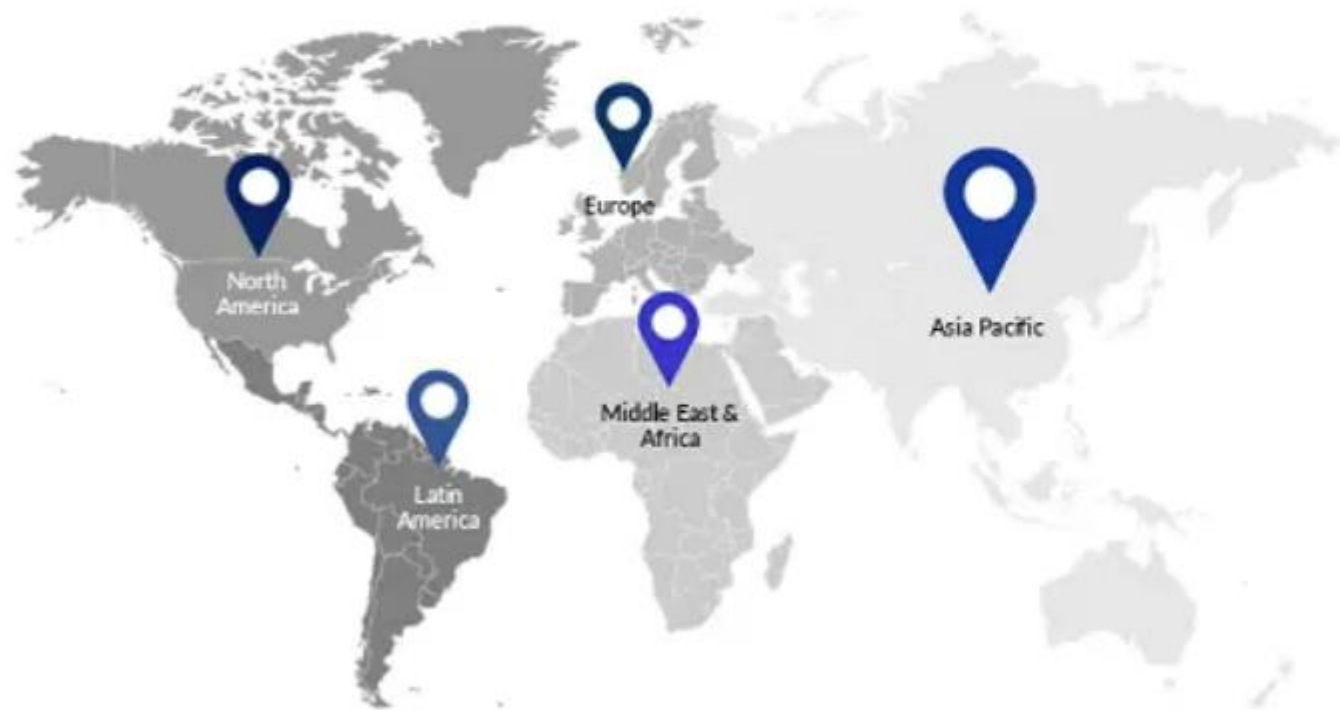 Europe
North
America
Asia Pacific
Middle East &
Africa
Latin
America